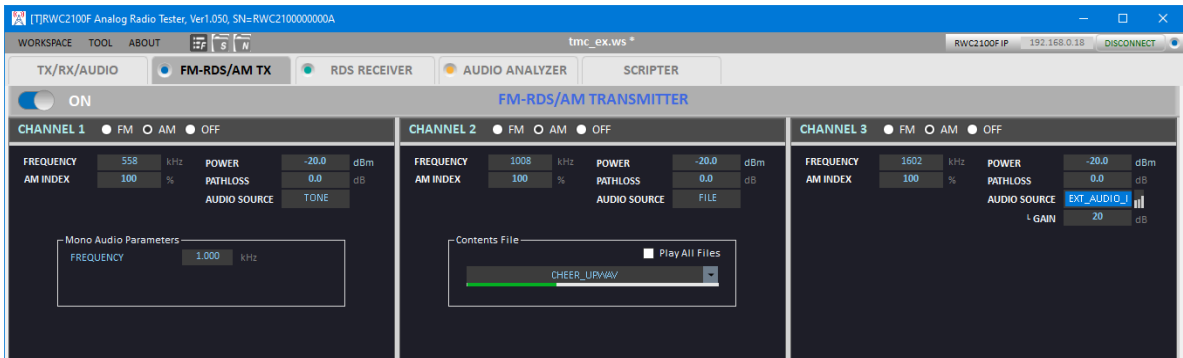 [T]RWC2100F Analog Radio Tester, Ver1.050, SN=RWC2100000000A
WORKSPACE TOOL ABOUT F S N tmc_ex.ws * RWC2100F IP 192.168.0.18 DISCONNECT
TX/RX/AUDIO FM-RDS/AM TX RDS RECEIVER AUDIO ANALYZER SCRIPTER
ON FM-RDS/AM TRANSMITTER
CHANNEL 1 FM AM OFF CHANNEL 2 FM AM OFF CHANNEL 3 FM AM OFF
FREQUENCY 558 kHz POWER -20.0 dBm FREQUENCY 1008 kHz POWER -20.0 dBm FREQUENCY 1602 kHz POWER -20.0 dBm
AM INDEX 100 % PATHLOSS 0.0 dB AM INDEX 100 % PATHLOSS 0.0 dB AM INDEX 100 % PATHLOSS 0.0 dB
AUDIO SOURCE TONE AUDIO SOURCE FILE AUDIO SOURCE EXT_AUDIO_I
└ GAIN 20 dB
Mono Audio Parameters Contents File
FREQUENCY 1.000 kHz Play All Files
CHEER_UP.WAV